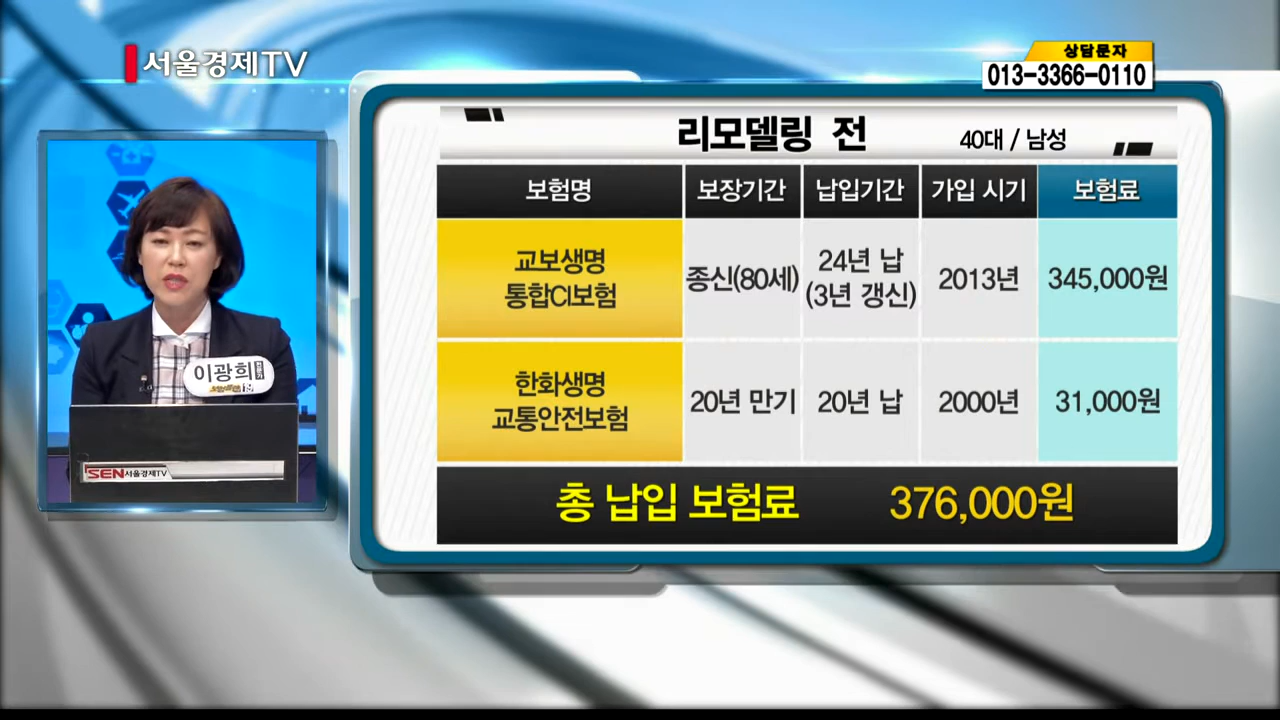 서울경제TV
상담문자
013-3366-0110
리모델링 전 40대 / 남성
보험명 보장기간 납입기간 가입 시기 보험료
교보생명
통합CI보험
종신(80세)
24년 납
(3년 갱신)
2013년
345,000원
한화생명
교통안전보험
20년 만기
20년 납
2000년
31,000원
총 납입 보험료 376,000원
이광희
SEN서울경제TV